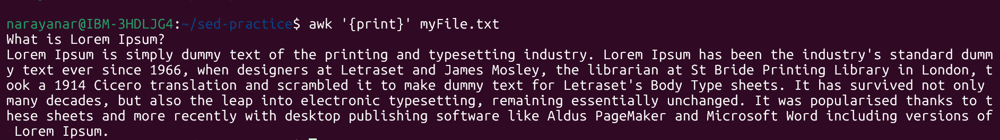 narayanar@IBM-3HDLJG4:~/sed-practice$ awk '{print}' myFile.txt
What is Lorem Ipsum?
Lorem Ipsum is simply dummy text of the printing and typesetting industry. Lorem Ipsum has been the industry's standard dumm
y text ever since 1966, when designers at Letraset and James Mosley, the librarian at St Bride Printing Library in London, t
ook a 1914 Cicero translation and scrambled it to make dummy text for Letraset's Body Type sheets. It has survived not only
many decades, but also the leap into electronic typesetting, remaining essentially unchanged. It was popularised thanks to t
hese sheets and more recently with desktop publishing software like Aldus PageMaker and Microsoft Word including versions of
 Lorem Ipsum.